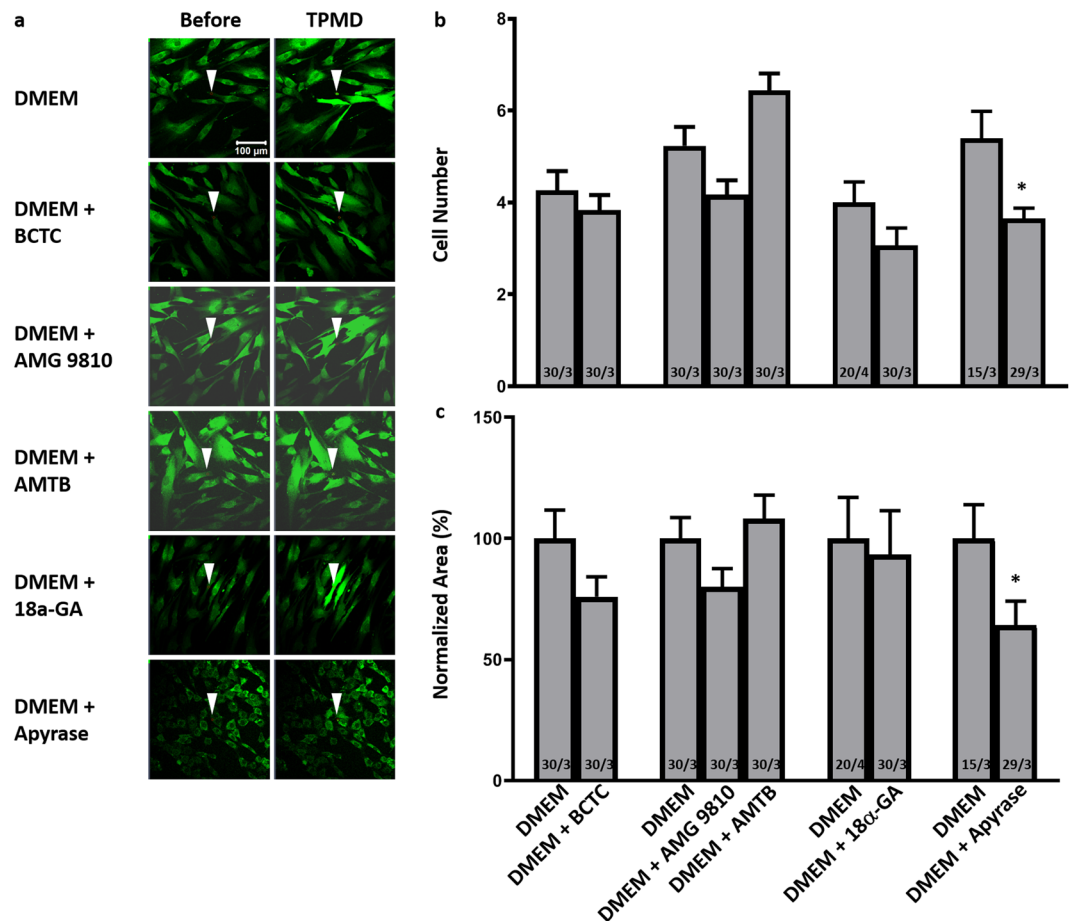 a
Before
TPMD
DMEM
100 µm
DMEM +
BCTC
DMEM +
AMG 9810
DMEM +
AMTB
DMEM +
18a-GA
DMEM +
Apyrase
b
Cell Number
8
6
4
2
0
*
30/3
30/3
30/3
30/3
30/3
20/4
30/3
15/3
29/3
c
Normalized Area (%)
150
100
50
0
*
30/3
30/3
30/3
30/3
30/3
20/4
30/3
15/3
29/3
DMEM
DMEM + BCTC
DMEM
DMEM + AMG 9810
DMEM + AMTB
DMEM
DMEM + 18α-GA
DMEM
DMEM + Apyrase